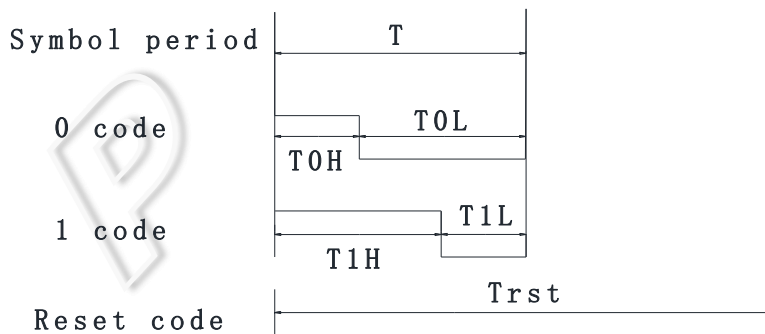 Symbol period T
0 code T0H T0L
1 code T1H T1L
Reset code Trst